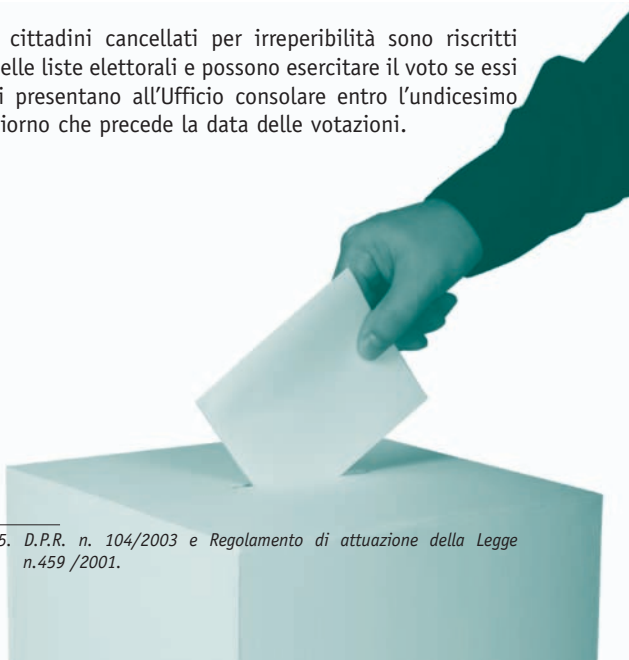 cittadini cancellati per irreperibilità sono riscritti
elle liste elettorali e possono esercitare il voto se essi
i presentano all'Ufficio consolare entro l'undicesimo
iorno che precede la data delle votazioni.
5. D.P.R. n. 104/2003 e Regolamento di attuazione della Legge
n.459 /2001.